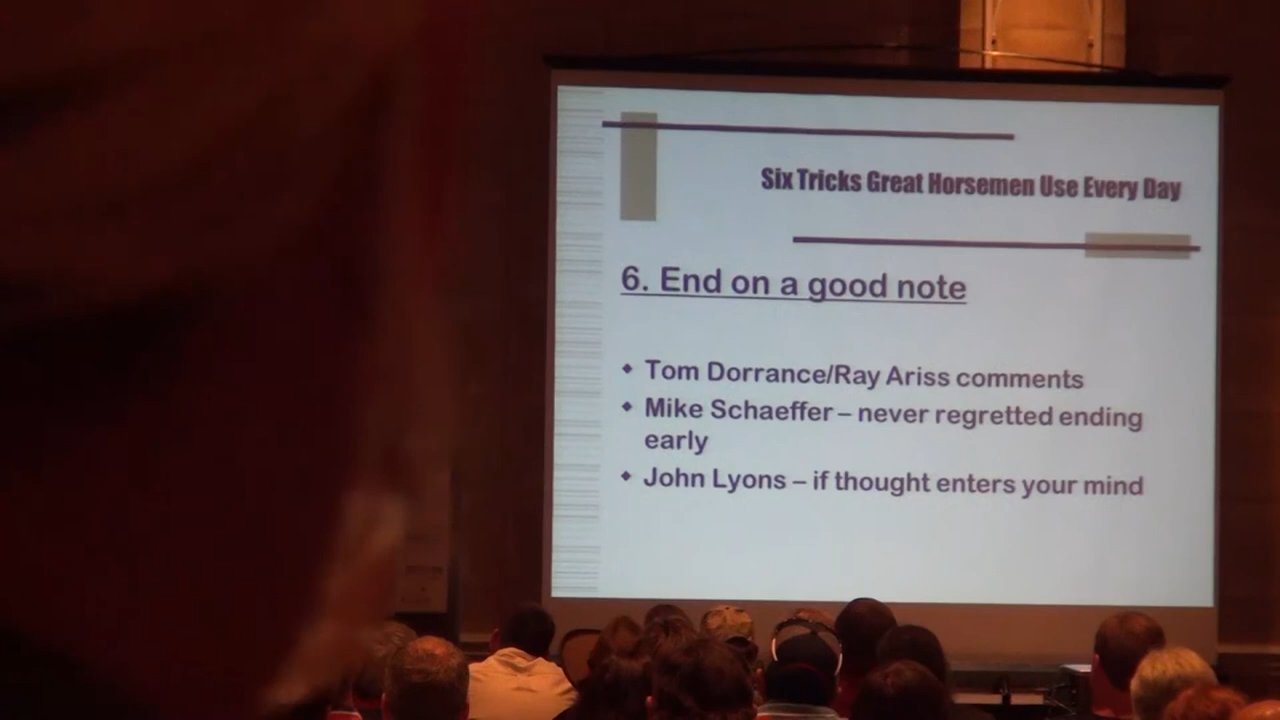 Six Tricks Great Horsemen Use Every Day
6. End on a good note
Tom Dorrance/Ray Ariss comments
Mike Schaeffer – never regretted ending
early
John Lyons – if thought enters your mind